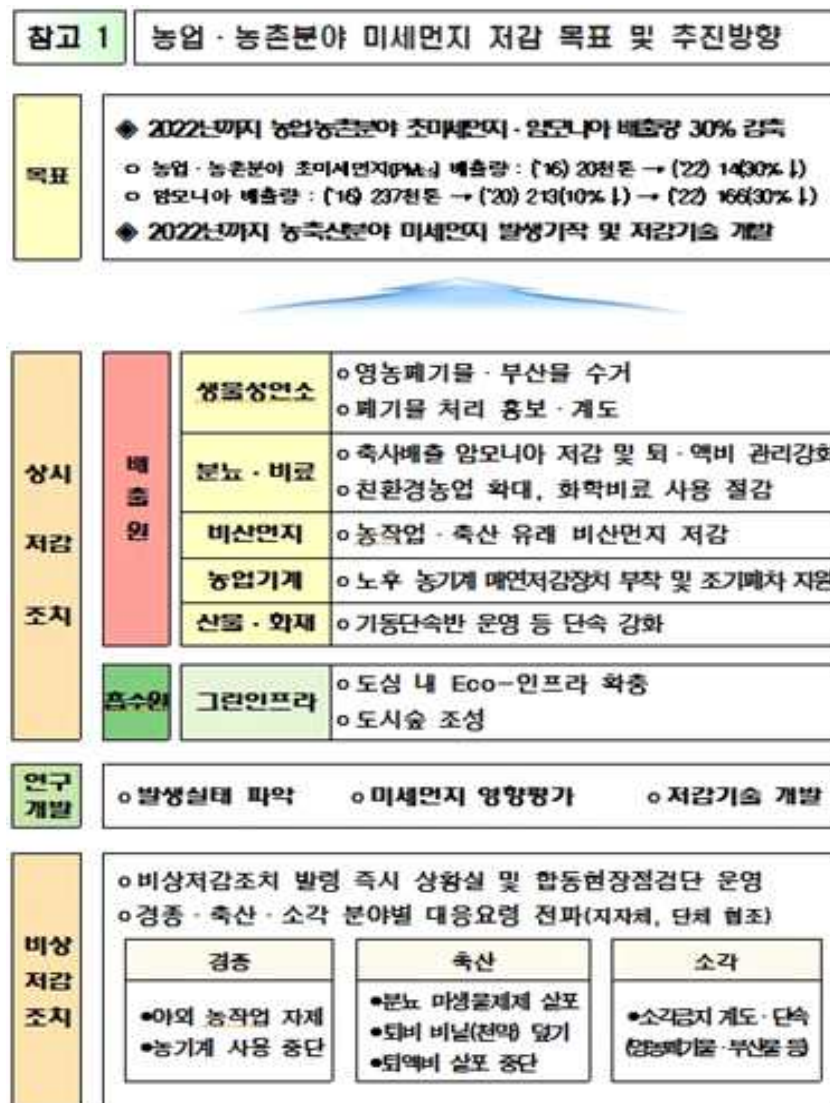 참고 1
농업 · 농촌분야 미세먼지 저감 목표 및 추진방향
목표
◈ 2022년까지 농업농촌분야 초미세먼지 · 암모니아 배출량 30% 감축
ㅇ 농업 · 농촌분야 초미세먼지(PM2.5) 배출량 : ('16) 20천톤 → ('22) 14(30%↓)
ㅇ 암모니아 배출량 : ('16) 237천톤 → ('20) 213(10%↓) → ('22) 166(30%↓)
◈ 2022년까지 농축산분야 미세먼지 발생기작 및 저감기술 개발
상시
저감
조치
배
출
원
생물성연소
ㅇ영농폐기물 · 부산물 수거
ㅇ폐기물 처리 홍보 · 계도
분뇨 · 비료
ㅇ축사배출 암모니아 저감 및 퇴 · 액비 관리강화
ㅇ친환경농업 확대, 화학비료 사용 절감
비산먼지
ㅇ농작업 · 축산 유래 비산먼지 저감
농업기계
ㅇ노후 농기계 매연저감장치 부착 및 조기폐차 지원
산물 · 화재
ㅇ기동단속반 운영 등 단속 강화
흡수원
그린인프라
ㅇ도심 내 Eco-인프라 확충
ㅇ도시숲 조성
연구
개발
ㅇ발생실태 파악 ㅇ미세먼지 영향평가 ㅇ저감기술 개발
비상
저감
조치
ㅇ비상저감조치 발령 즉시 상황실 및 합동현장점검단 운영
ㅇ경종 · 축산 · 소각 분야별 대응요령 전파(지자체, 단체 협조)
경종
●야외 농작업 자제
●농기계 사용 중단
축산
●분뇨 미생물제제 살포
●퇴비 비닐(천막) 덮기
●퇴액비 살포 중단
소각
●소각금지 계도 · 단속
(영농폐기물 · 부산물 등)